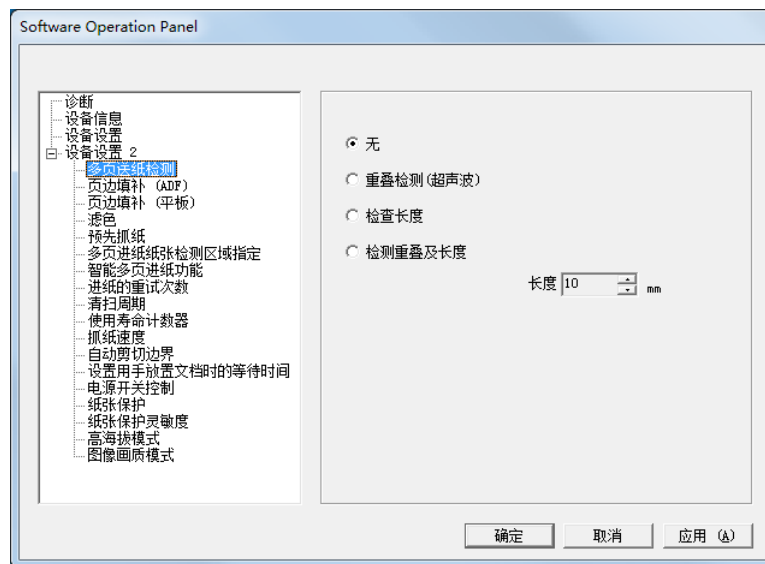 Software Operation Panel
诊断
设备信息
设备设置
设备设置 2
多页送纸检测
页边填补 (ADF)
页边填补 (平板)
滤色
预先抓纸
多页进纸纸张检测区域指定
智能多页进纸功能
进纸的重试次数
清扫周期
使用寿命计数器
抓纸速度
自动剪切边界
设置用手放置文档时的等待时间
电源开关控制
纸张保护
纸张保护灵敏度
高海拔模式
图像画质模式
无
重叠检测(超声波)
检查长度
检测重叠及长度
长度 10 mm
确定 取消 应用 (A)